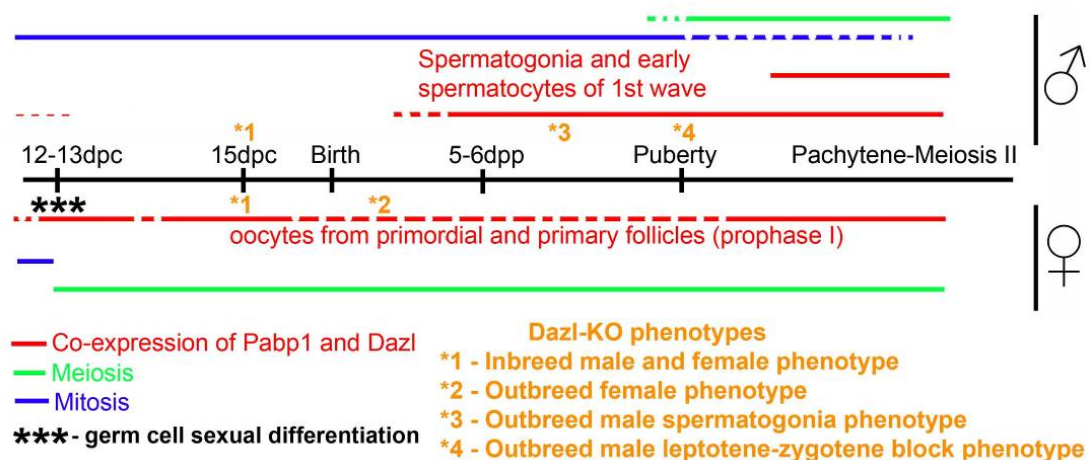 Spermatogonia and early
spermatocytes of 1st wave
*1
*3
*4
12-13dpc
15dpc
Birth
5-6dpp
Puberty
Pachytene-Meiosis II
***
*1
*2
oocytes from primordial and primary follicles (prophase I)
Co-expression of Pabp1 and Dazl
Meiosis
Mitosis
***- germ cell sexual differentiation
Dazl-KO phenotypes
*1 - Inbreed male and female phenotype
*2 - Outbreed female phenotype
*3 - Outbreed male spermatogonia phenotype
*4 - Outbreed male leptotene-zygotene block phenotype